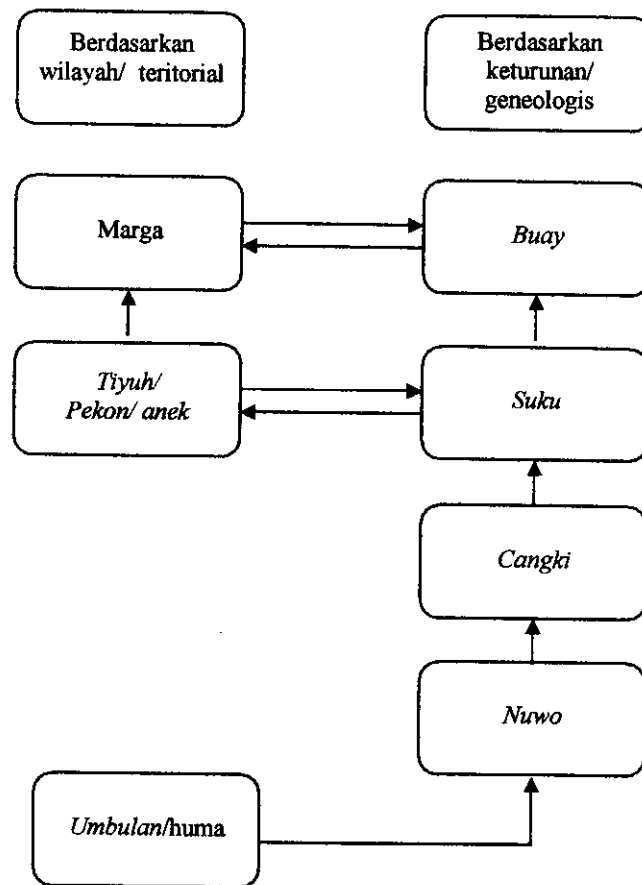 Berdasarkan
wilayah/ teritorial
Berdasarkan
keturunan/
geneologis
Marga
Buay
Tiyuh/
Pekon/ anek
Suku
Cangki
Nuwo
Umbulan/huma